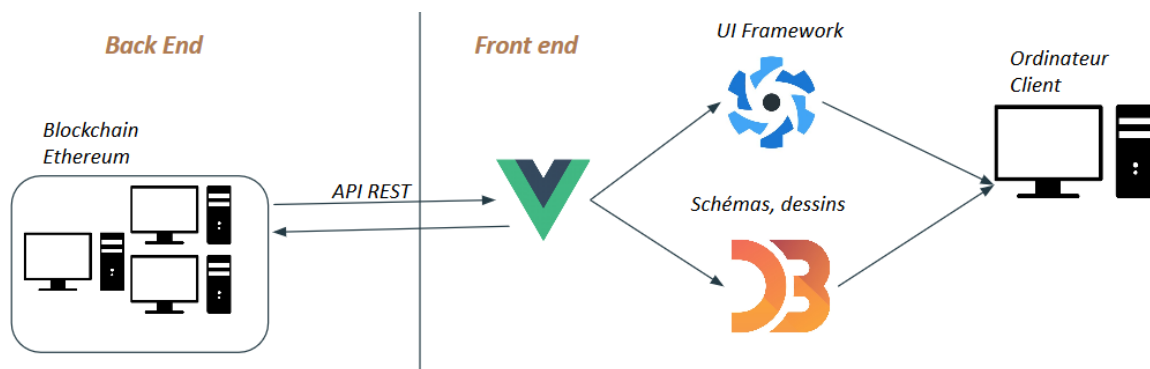 Back End
Front end
UI Framework
Ordinateur
Client
Blockchain
Ethereum
API REST
Schémas, dessins